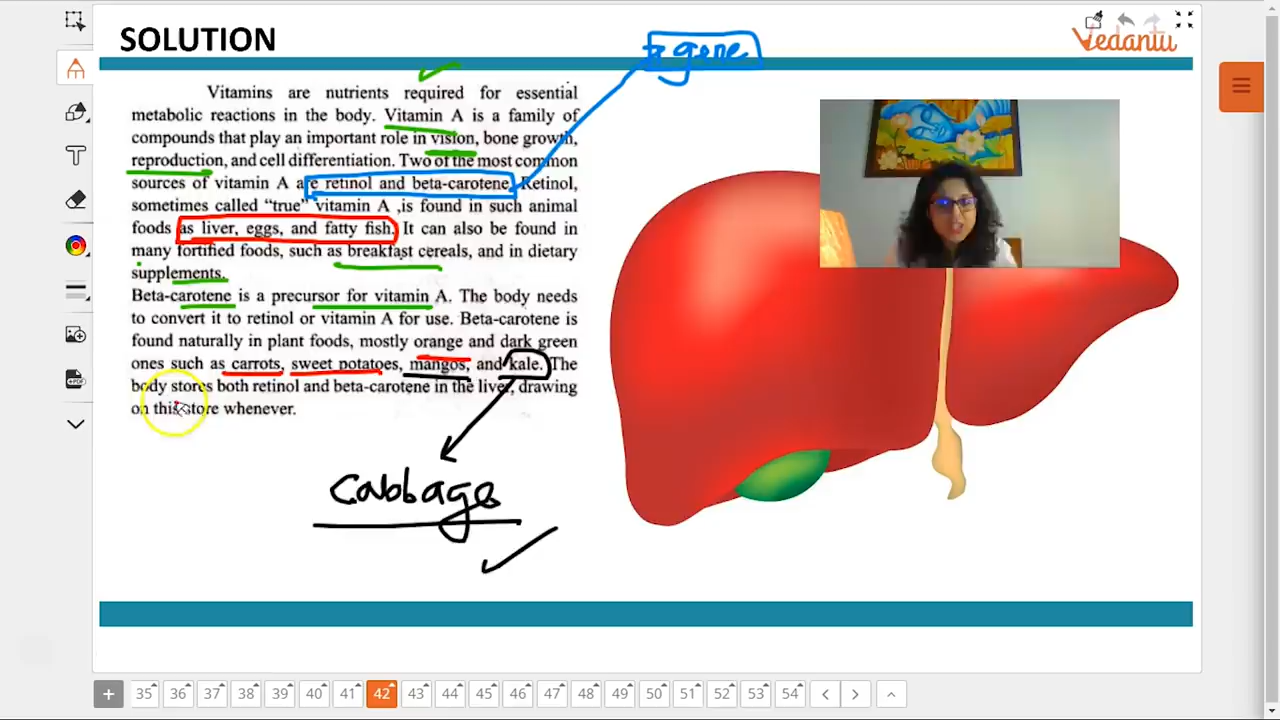 SOLUTION
Vedantu
gene
Vitamins are nutrients required for essential
metabolic reactions in the body. Vitamin A is a family of
compounds that play an important role in vision, bone growth,
reproduction, and cell differentiation. Two of the most common
sources of vitamin A are retinol and beta-carotene. Retinol,
sometimes called “true” vitamin A ,is found in such animal
foods as liver, eggs, and fatty fish. It can also be found in
many fortified foods, such as breakfast cereals, and in dietary
supplements.
Beta-carotene is a precursor for vitamin A. The body needs
to convert it to retinol or vitamin A for use. Beta-carotene is
found naturally in plant foods, mostly orange and dark green
ones such as carrots, sweet potatoes, mangos, and kale. The
body stores both retinol and beta-carotene in the liver, drawing
on this store whenever.
Cabbage
35 36 37 38 39 40 41 42 43 44 45 46 47 48 49 50 51 52 53 54